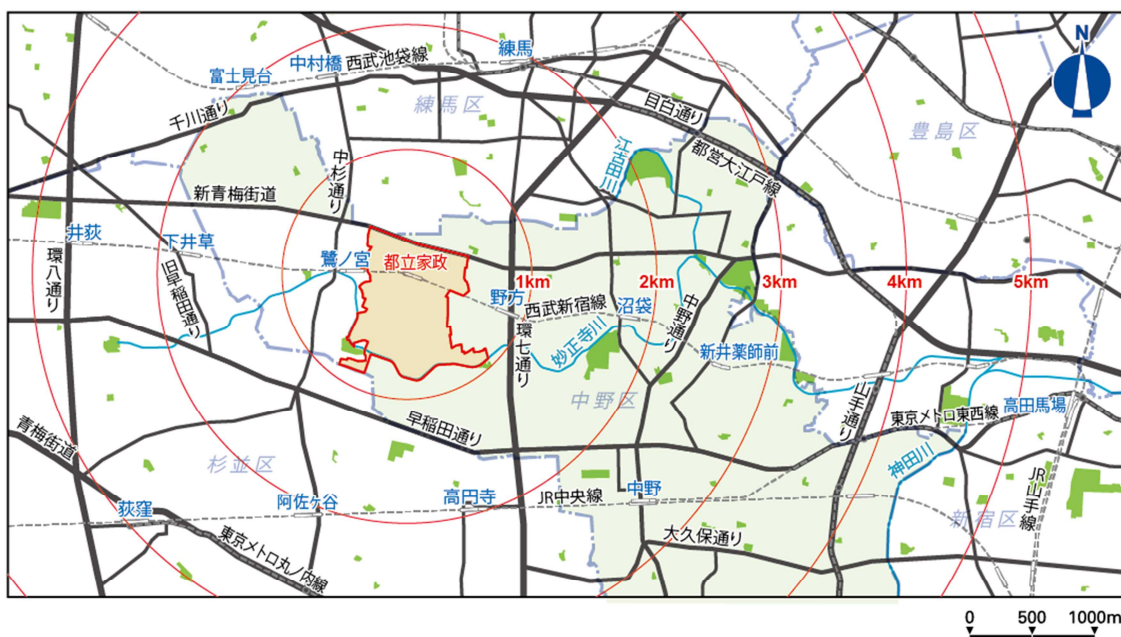 N
練馬
中村橋
西武池袋線
富士見台
練馬区
目白通り
豊島区
千川通り
中杉通り
江古田川
都営大江戸線
新青梅街道
井荻
下井草
鷺ノ宮
都立家政
環八通り
旧早稲田通り
野方
1km
2km
3km
4km
5km
西武新宿線
沼袋
中野通り
妙正寺川
環七通り
新井薬師前
山手通り
中野区
早稲田通り
東京メトロ東西線
高田馬場
青梅街道
杉並区
神田川
JR山手線
荻窪
阿佐ヶ谷
高円寺
JR中央線
中野
新宿区
東京メトロ丸ノ内線
大久保通り
0 500 1000m